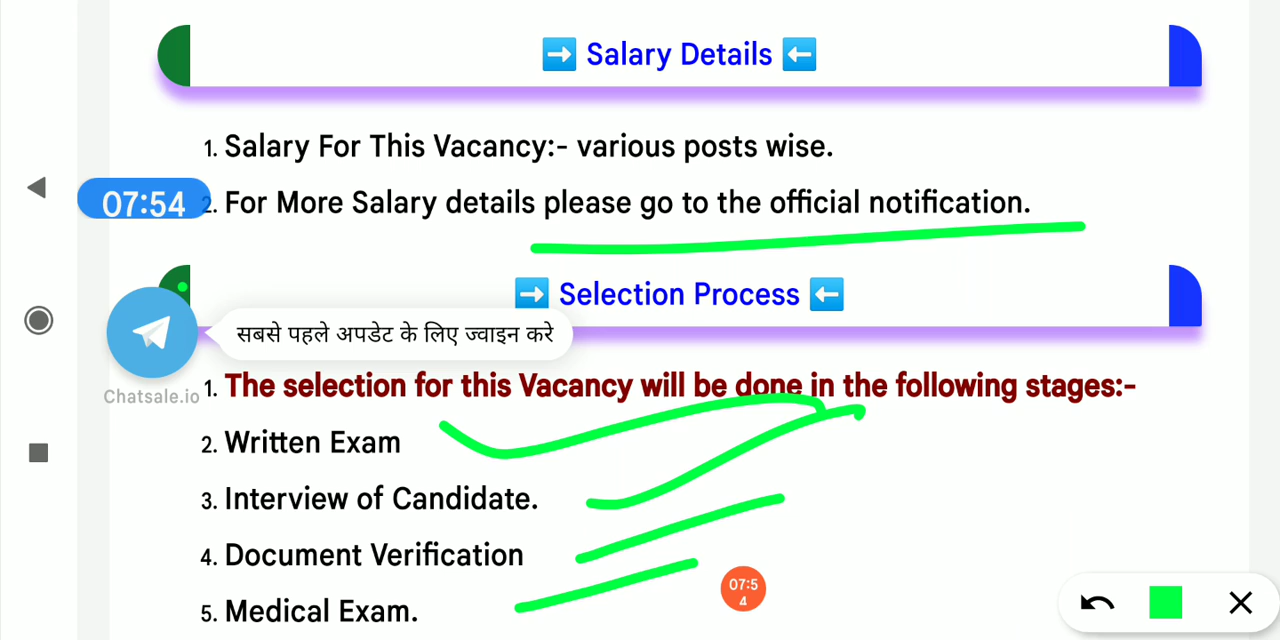 Salary Details
1. Salary For This Vacancy:- various posts wise.
07:54
2. For More Salary details please go to the official notification.
Selection Process
सबसे पहले अपडेट के लिए ज्वाइन करे
Chatsale.io
1. The selection for this Vacancy will be done in the following stages:-
2. Written Exam
3. Interview of Candidate.
4. Document Verification
07:5
4
5. Medical Exam.